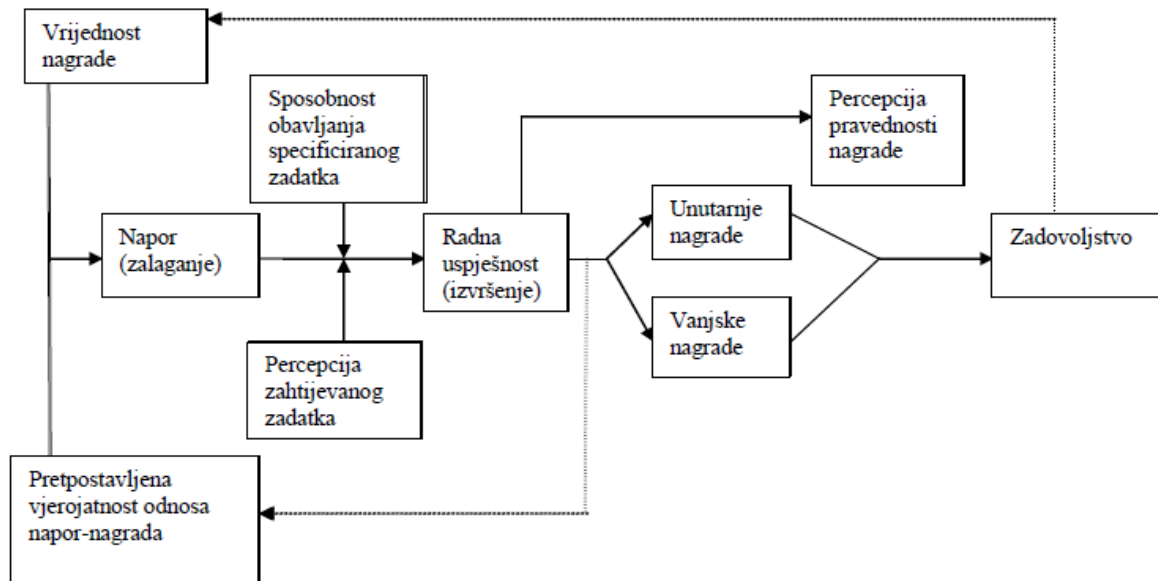 Vrijednost
nagrade
Sposobnost
obavljanja
specificiranog
zadatka
Percepcija
pravednosti
nagrade
Napor
(zalaganje)
Radna
uspješnost
(izvršenje)
Unutarnje
nagrade
Zadovoljstvo
Vanjske
nagrade
Percepcija
zahtijevanog
zadatka
Pretpostavljena
vjerojatnost odnosa
napor-nagrada